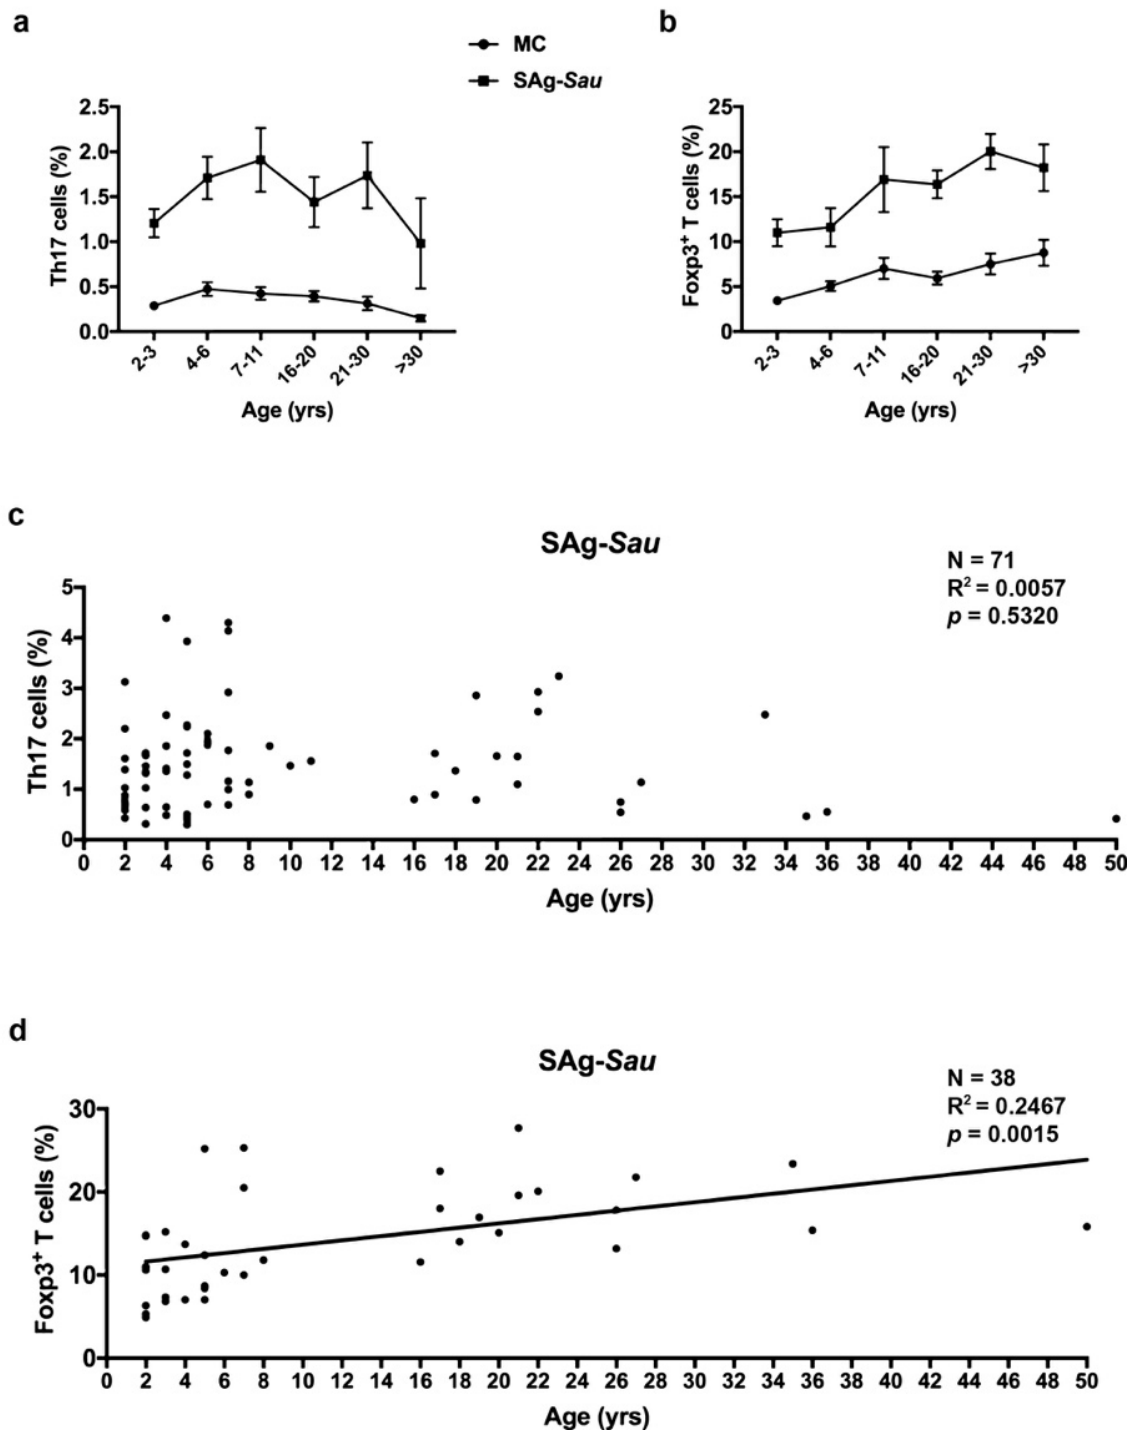 a
MC
SAg-Sau
b
2.5
2.0
1.5
1.0
0.5
0.0
Th17 cells (%)
2-3
4-6
7-11
16-20
21-30
>30
Age (yrs)
25
20
15
10
5
0
Foxp3⁺ T cells (%)
2-3
4-6
7-11
16-20
21-30
>30
Age (yrs)
c
SAg-Sau
N = 71
R² = 0.0057
p = 0.5320
5
4
3
2
1
0
Th17 cells (%)
0 2 4 6 8 10 12 14 16 18 20 22 24 26 28 30 32 34 36 38 40 42 44 46 48 50
Age (yrs)
d
SAg-Sau
N = 38
R² = 0.2467
p = 0.0015
30
20
10
0
Foxp3⁺ T cells (%)
0 2 4 6 8 10 12 14 16 18 20 22 24 26 28 30 32 34 36 38 40 42 44 46 48 50
Age (yrs)